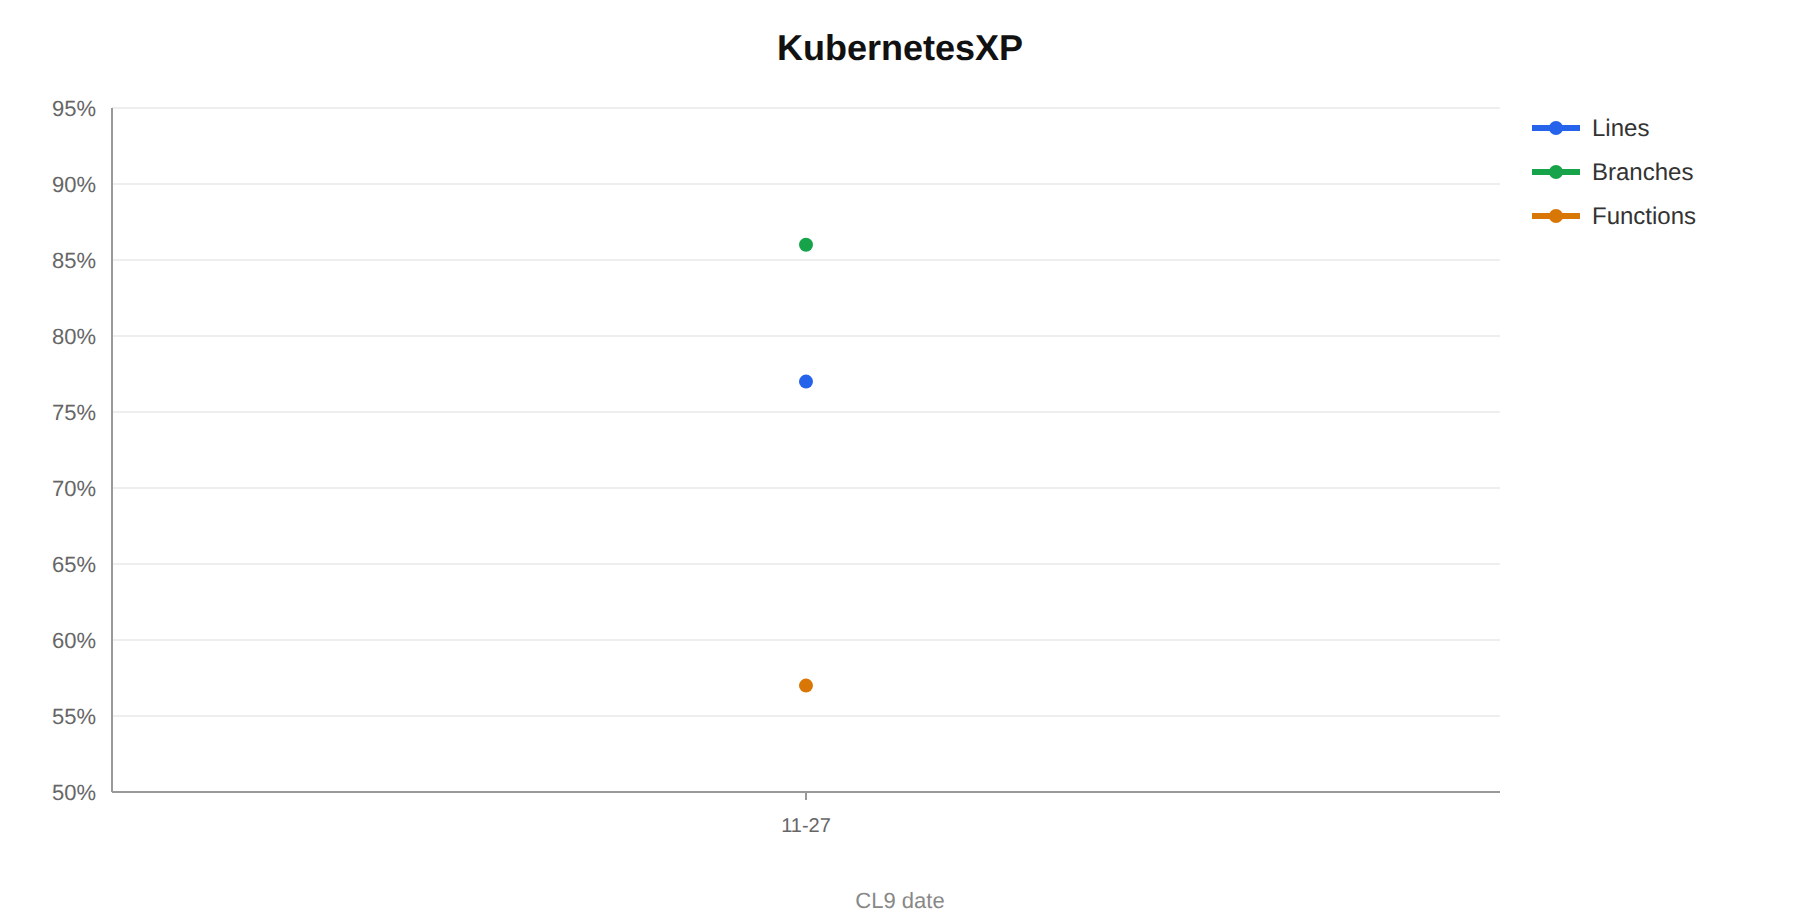 KubernetesXP
95%
90%
85%
80%
75%
70%
65%
60%
55%
50%
11-27
CL9 date
Lines
Branches
Functions